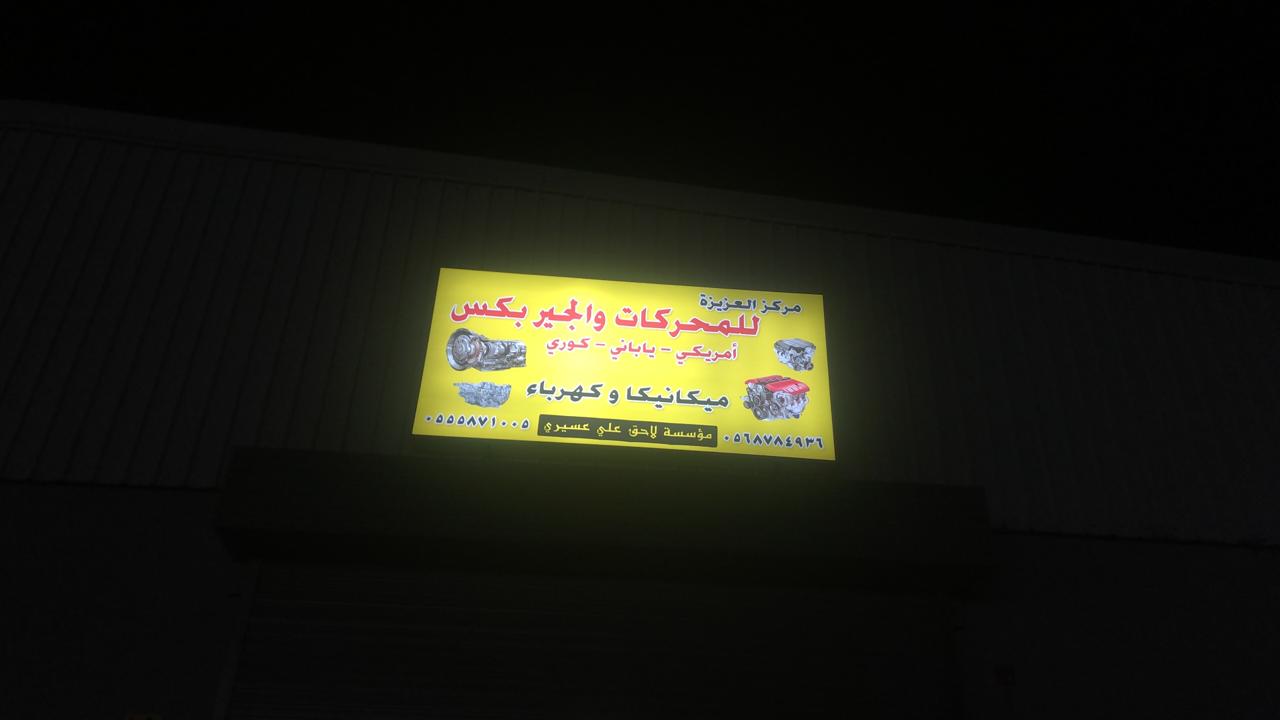 مركز العزيزة
للمحركات والجير بكس
أمريكي - ياباني - كوري
ميكانيكا و كهرباء
٠٥٦٨٧٨٤٩٣٦ مؤسسة لاحق علي عسيري ٠٥٥٥٨٧١٠٠٥